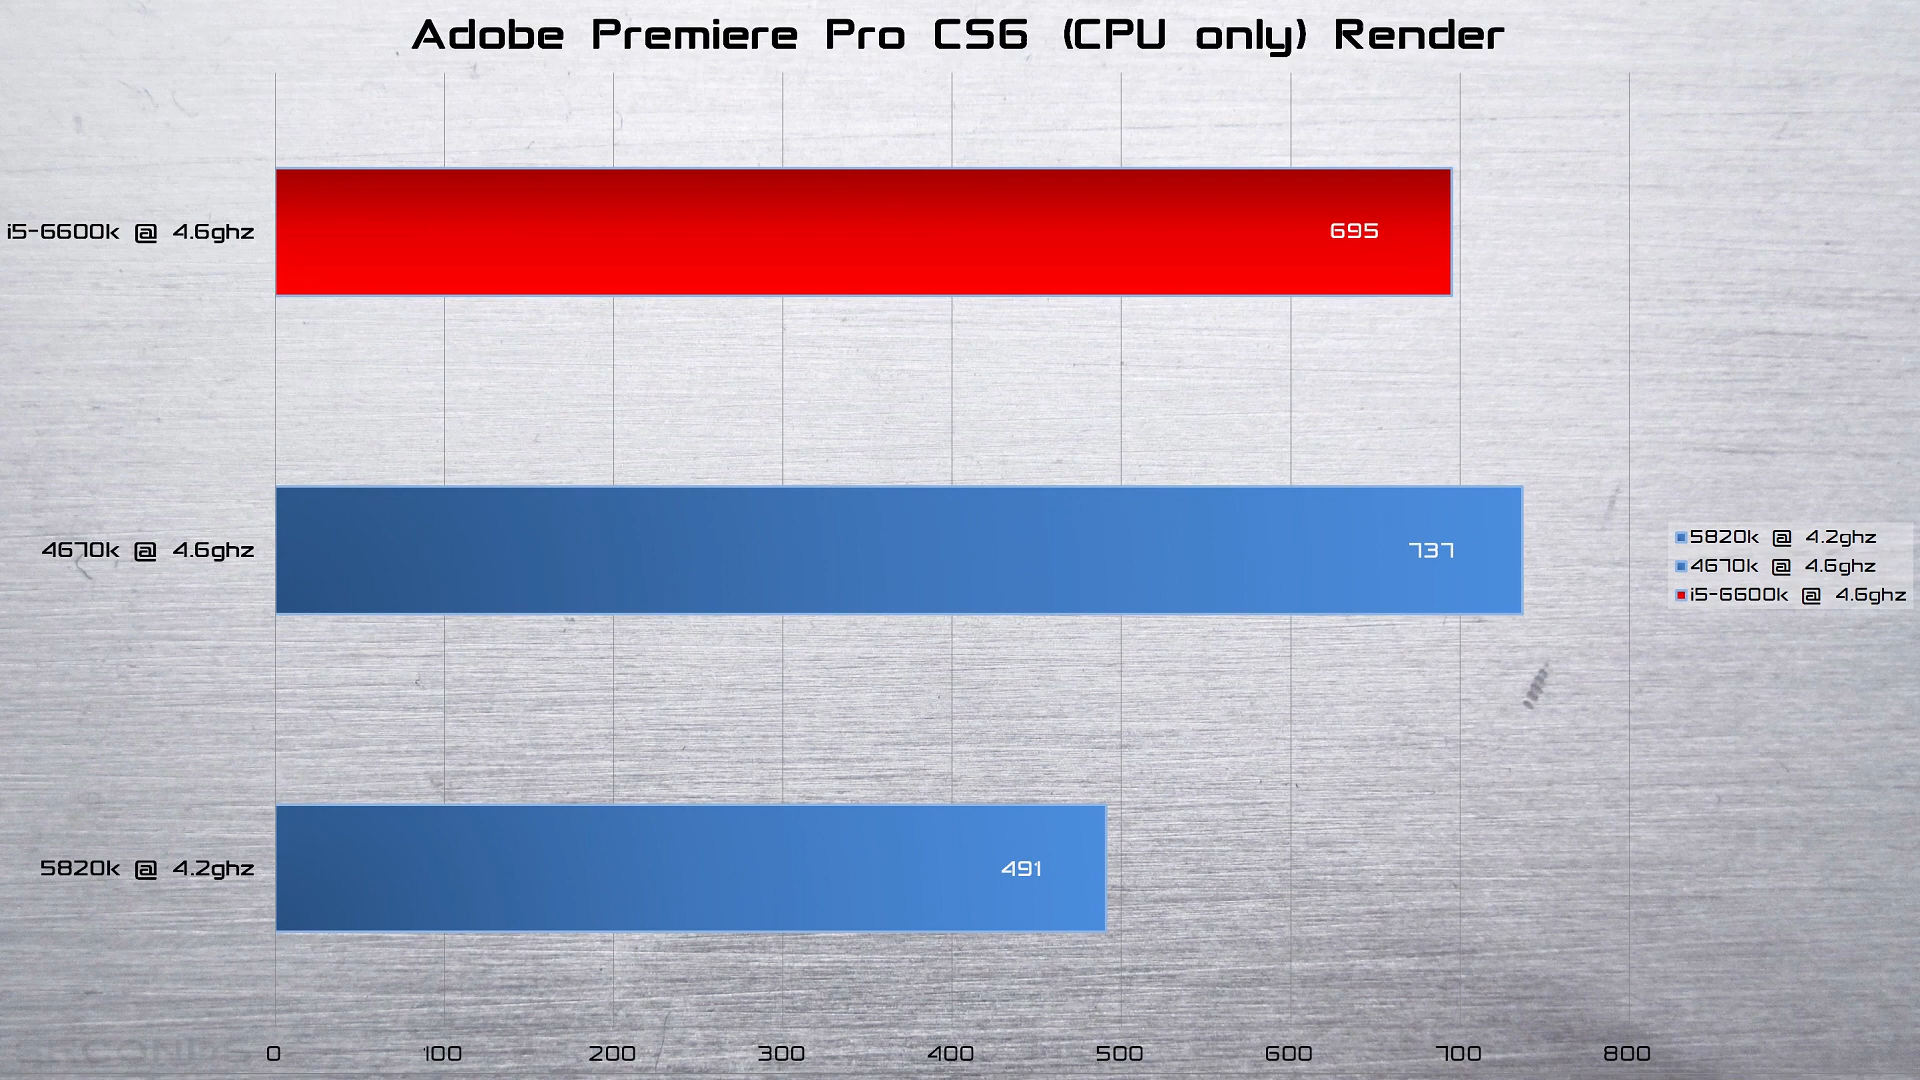 Adobe Premiere Pro CS6 (CPU only) Render
i5-6600k @ 4.6ghz
695
4670k @ 4.6ghz
737
5820k @ 4.2ghz
491
5820k @ 4.2ghz
4670k @ 4.6ghz
i5-6600k @ 4.6ghz
0 100 200 300 400 500 600 700 800